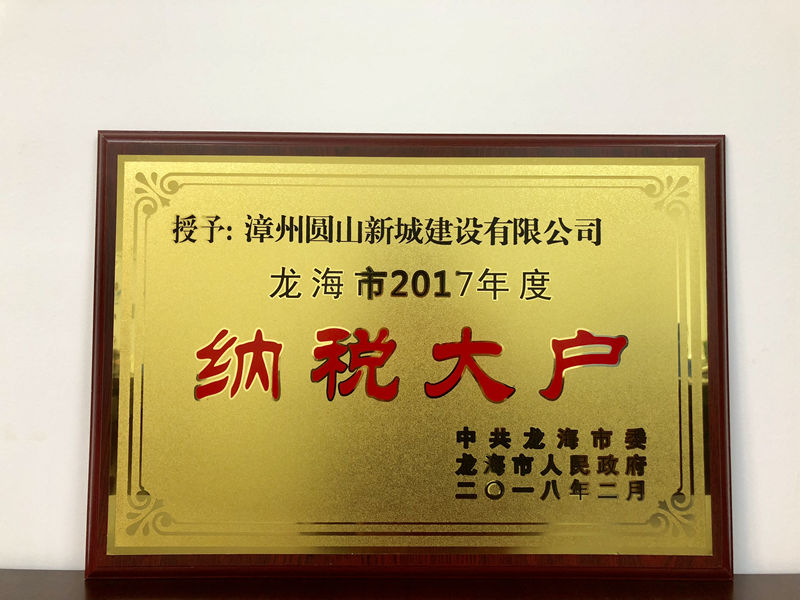 授予: 漳州圆山新城建设有限公司
龙海市2017年度
纳税大户
中共龙海市委
龙海市人民政府
二〇一八年二月